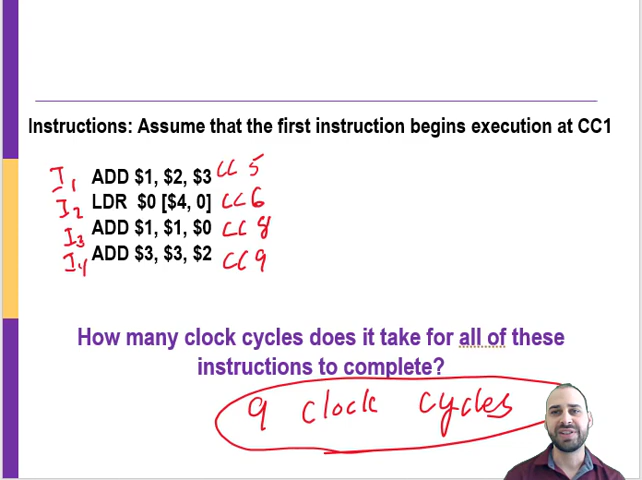 Instructions: Assume that the first instruction begins execution at CC1
I1 ADD $1, $2, $3 CC 5
I2 LDR $0 [$4, 0] CC6
I3 ADD $1, $1, $0 CC 8
I4 ADD $3, $3, $2 CC 9
How many clock cycles does it take for all of these
instructions to complete?
9 clock cycles